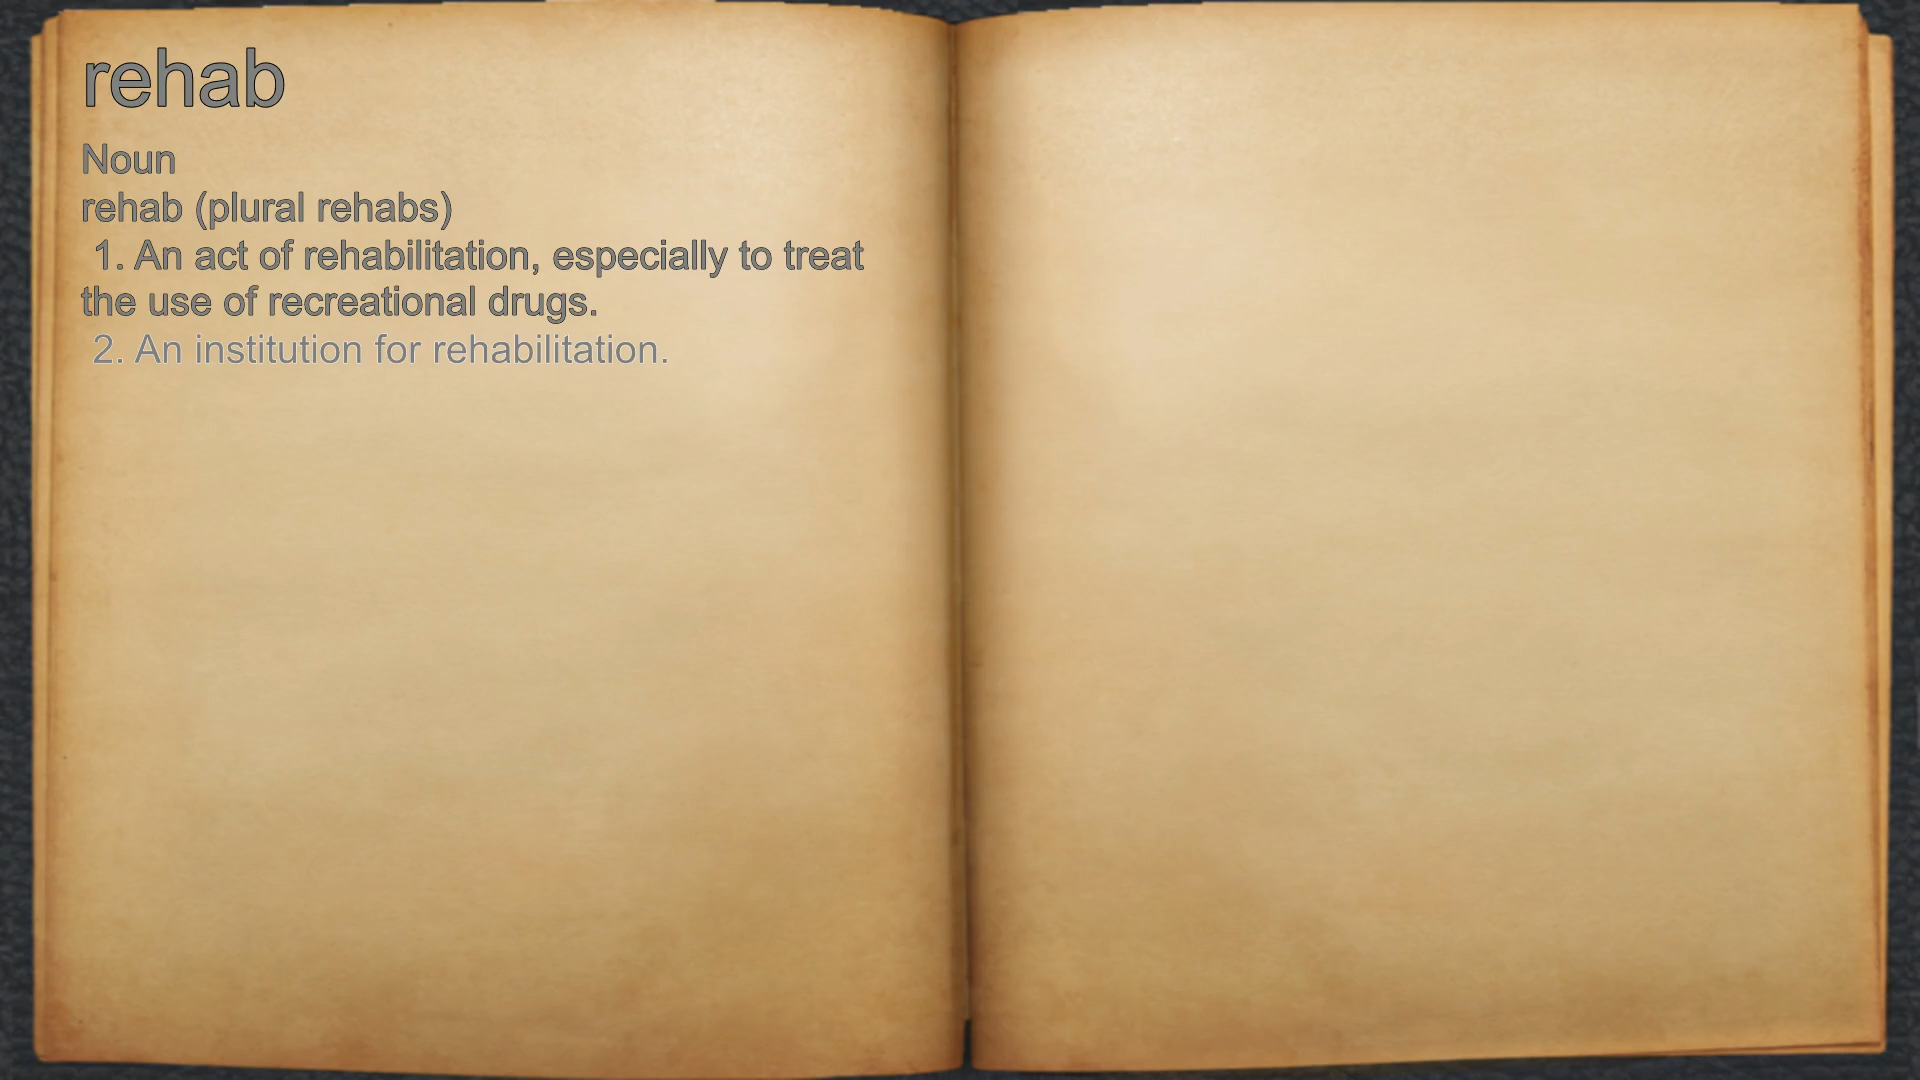 rehab
Noun
rehab (plural rehabs)
1. An act of rehabilitation, especially to treat
the use of recreational drugs.
2. An institution for rehabilitation.